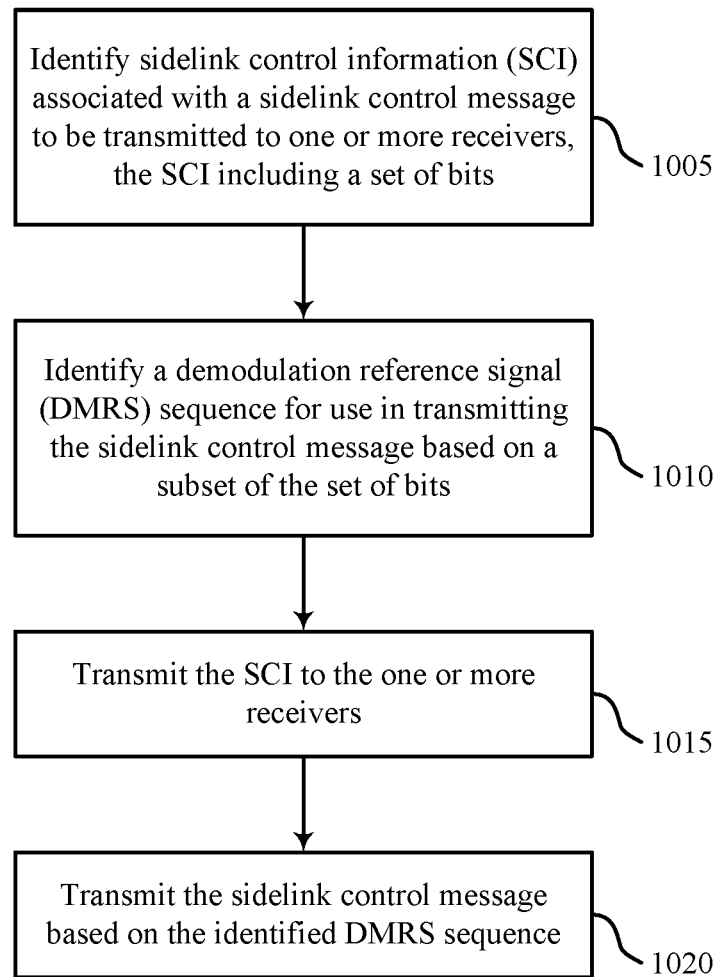 Identify sidelink control information (SCI)
associated with a sidelink control message
to be transmitted to one or more receivers,
the SCI including a set of bits
1005
Identify a demodulation reference signal
(DMRS) sequence for use in transmitting
the sidelink control message based on a
subset of the set of bits
1010
Transmit the SCI to the one or more
receivers
1015
Transmit the sidelink control message
based on the identified DMRS sequence
1020